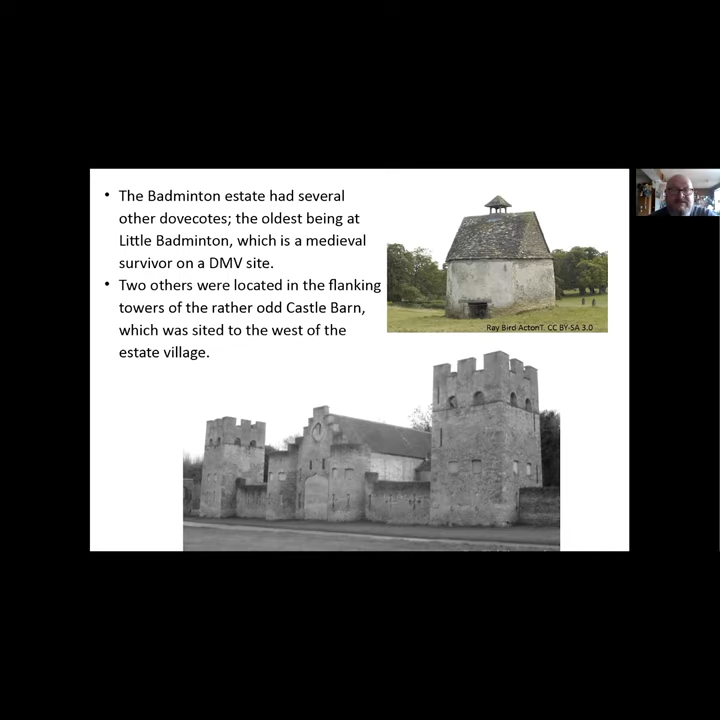 • The Badminton estate had several
other dovecotes; the oldest being at
Little Badminton, which is a medieval
survivor on a DMV site.
• Two others were located in the flanking
towers of the rather odd Castle Barn,
which was sited to the west of the
estate village.
Ray Bird ActonT. CC BY-SA 3.0